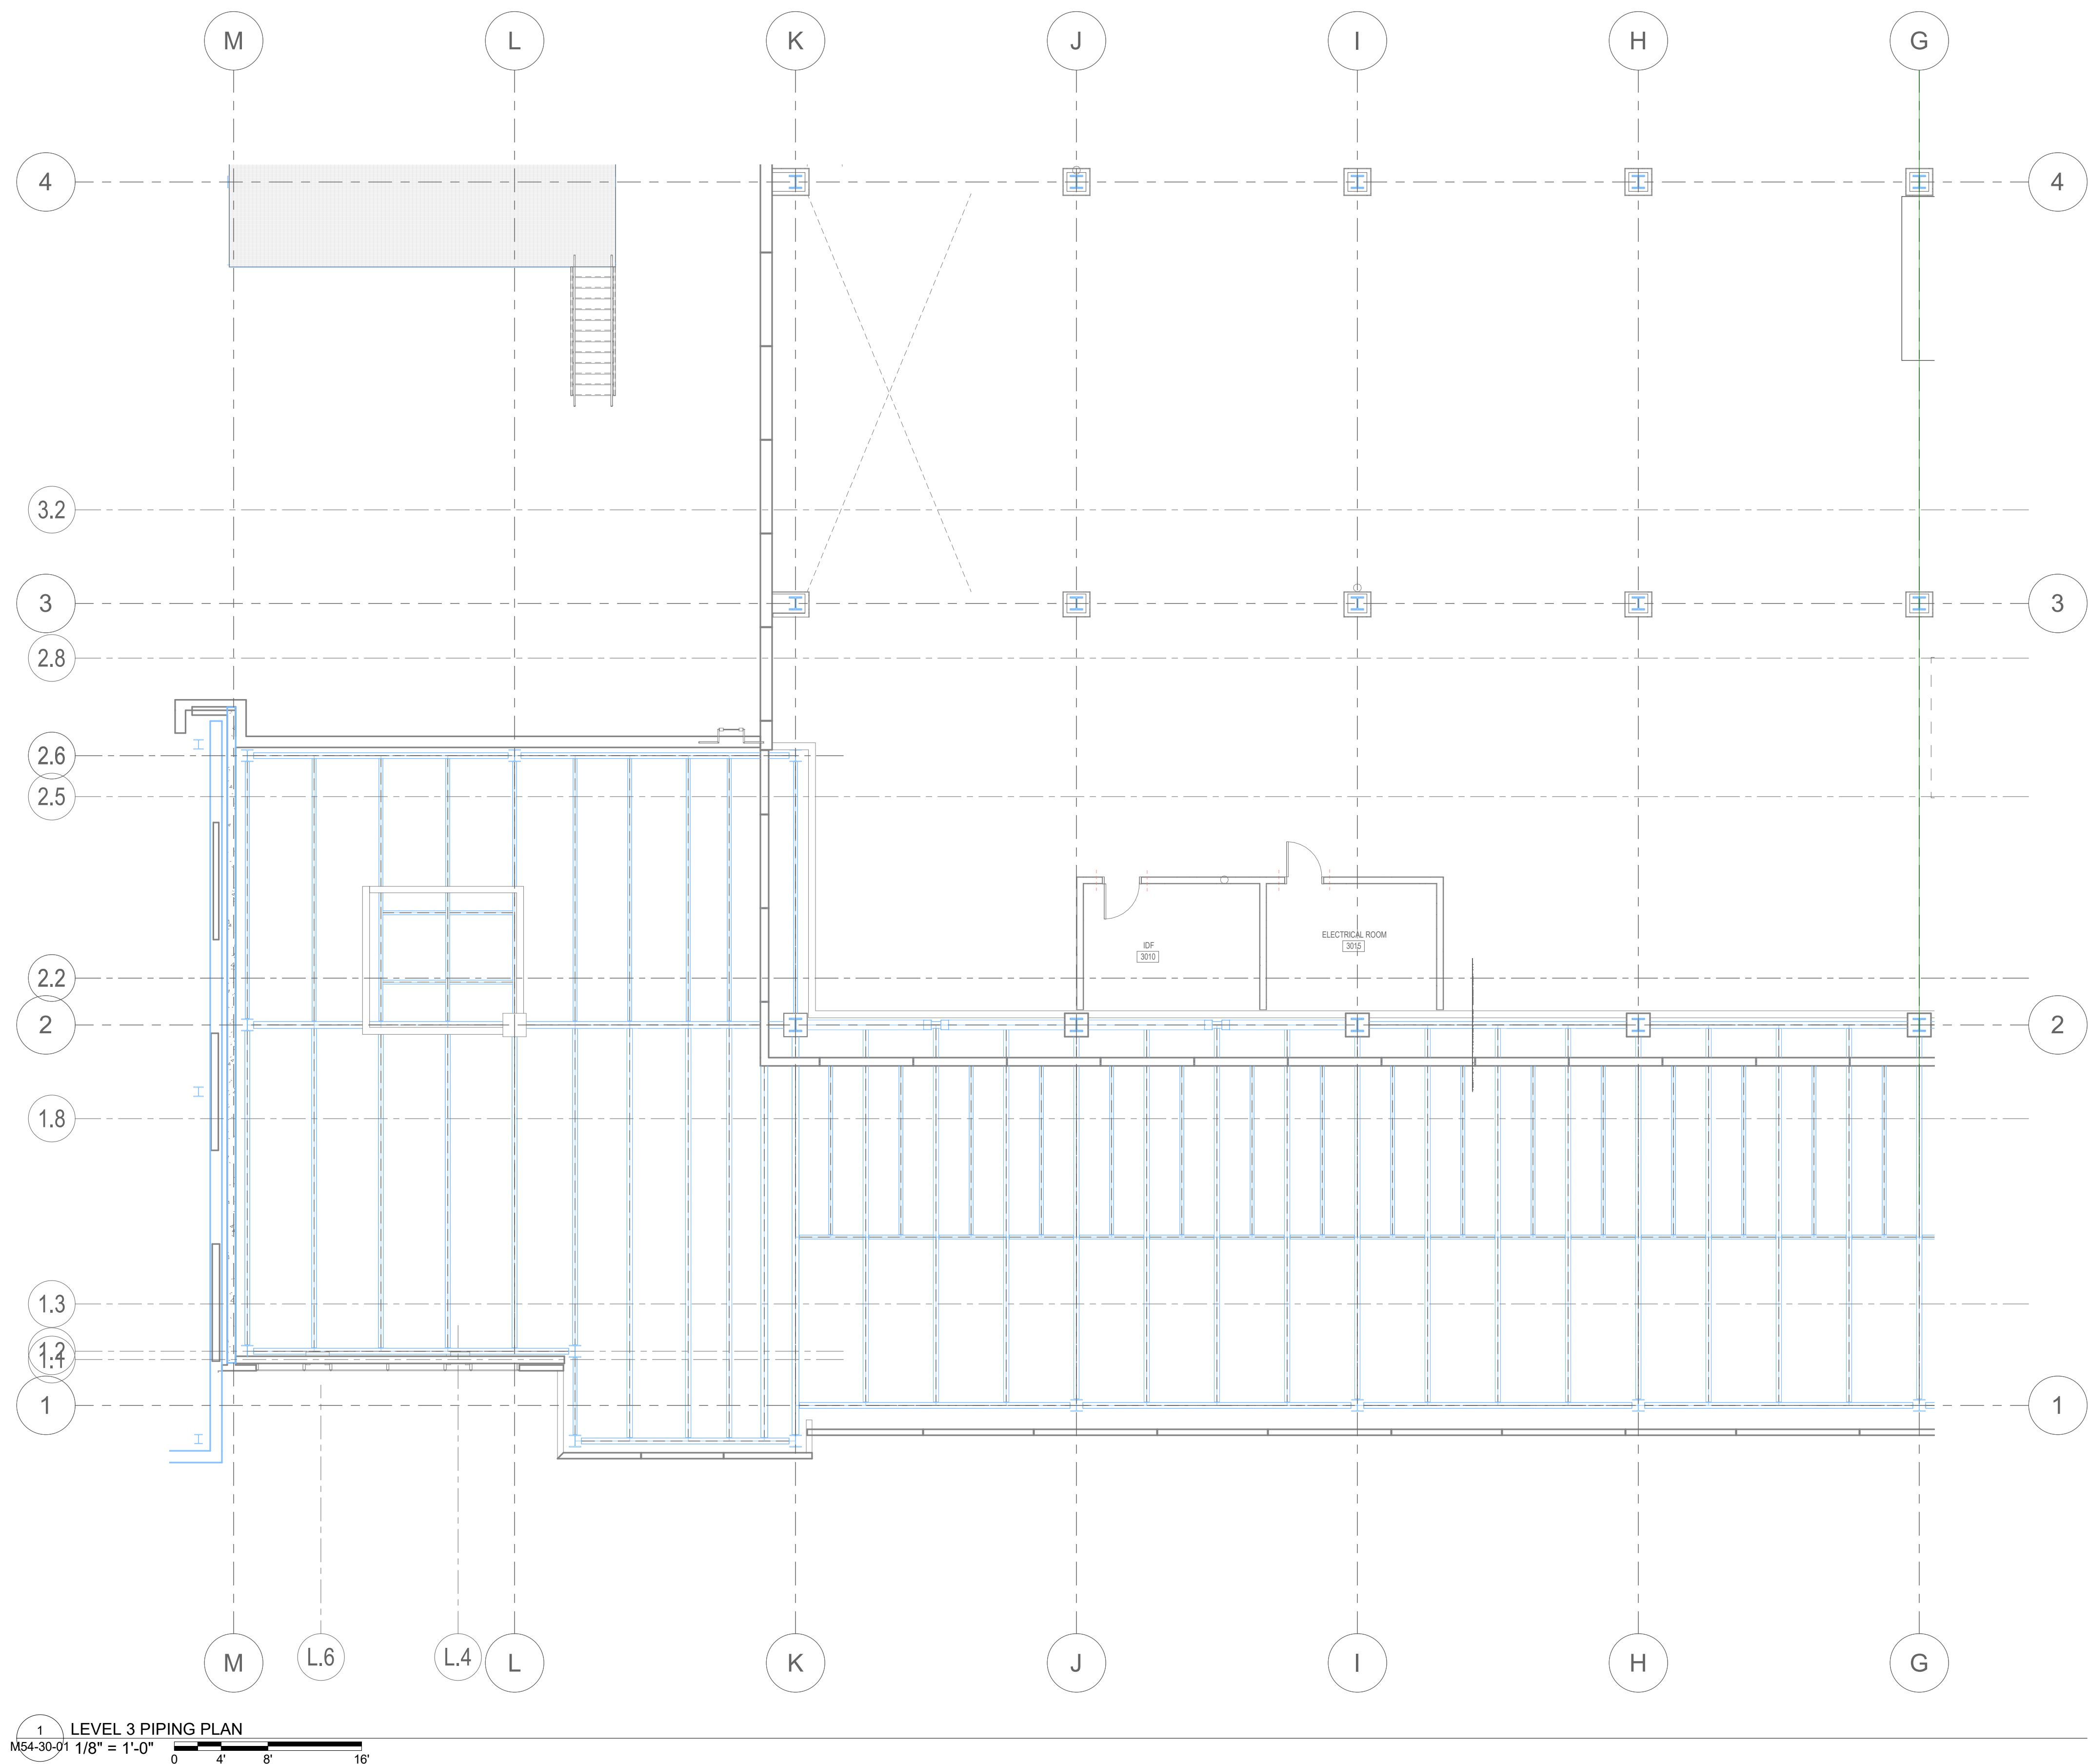 M L K J I H G
4 4
3.2
3 3
2.8
2.6
2.5
IDF
3010
ELECTRICAL ROOM
3015
2.2
2 2
1.8
1.3
1.2
1.1
1 1
M L.6 L.4 L K J I H G
1
M54-30-01
LEVEL 3 PIPING PLAN
1/8" = 1'-0"
0 4' 8' 16'